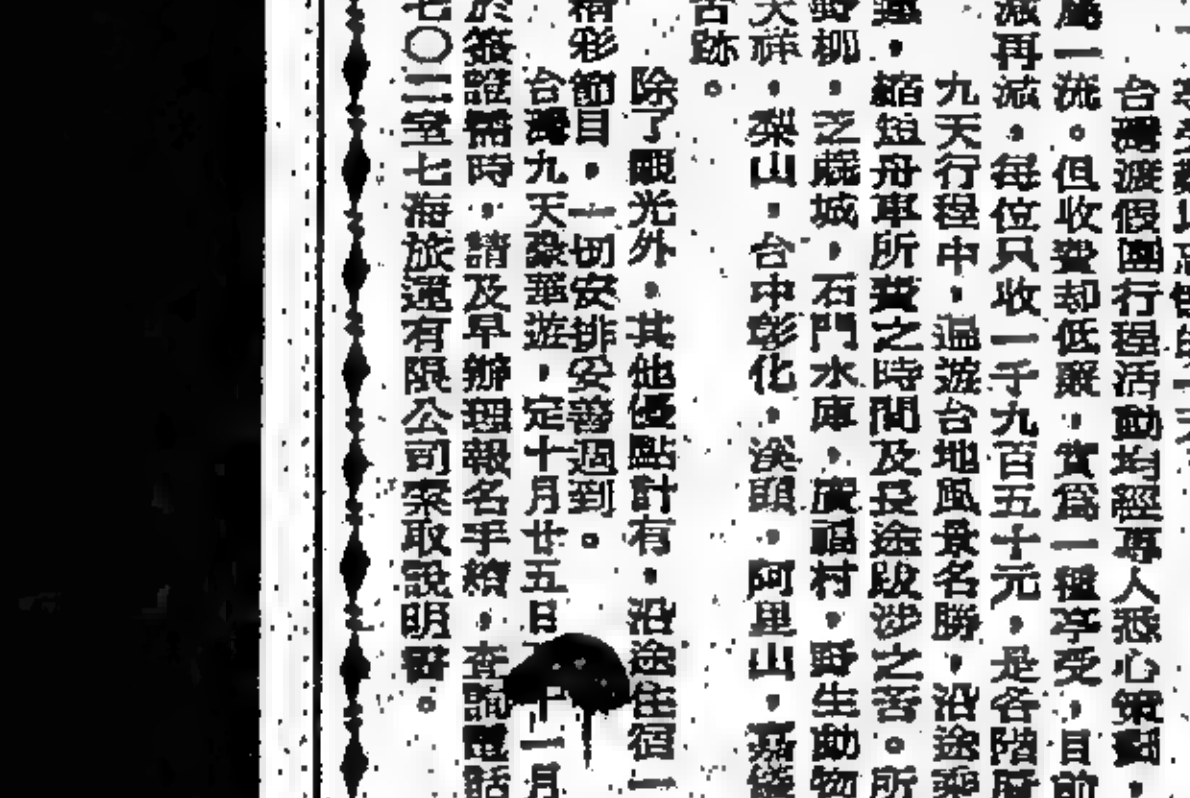 台灣渡假團行程活動均經專人悉心策劃，
一流。但收費却低廉，實爲一種享受，目前
減再減，每位只收一千九百五十元，是各階層
九天行程中，遍遊台地風景名勝，沿途乘
，縮短舟車所費之時間及長途跋涉之苦。所
野柳，芝蔴城，石門水庫，廣福村，野生動物
天祥，梨山，台中彰化，溪頭，阿里山，嘉義
古跡。
除了觀光外，其他優點計有，沿途住宿一
精彩節目，一切安排妥善週到。
台灣九天豪華遊，定十月廿五日 十一月
於簽證需時，請及早辦理報名手續，查詢電話
七〇二室七海旅運有限公司索取說明書。